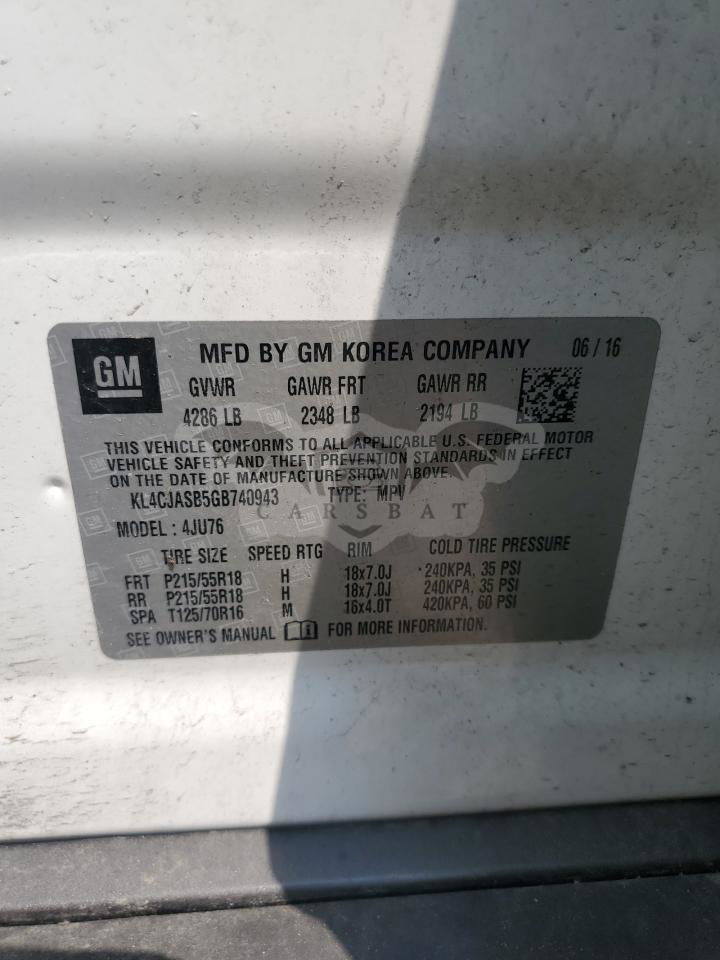 GM
MFD BY GM KOREA COMPANY 06 / 16
GVWR GAWR FRT GAWR RR
4286 LB 2348 LB 2194 LB
THIS VEHICLE CONFORMS TO ALL APPLICABLE U.S. FEDERAL MOTOR
VEHICLE SAFETY AND THEFT PREVENTION STANDARDS IN EFFECT
ON THE DATE OF MANUFACTURE SHOWN ABOVE.
KL4CJASB5GB740943 TYPE: MPV
CARSBAT
MODEL : 4JU76
TIRE SIZE SPEED RTG RIM COLD TIRE PRESSURE
FRT P215/55R18 H 18x7.0J 240KPA, 35 PSI
RR P215/55R18 H 18x7.0J 240KPA, 35 PSI
SPA T125/70R16 M 16x4.0T 420KPA, 60 PSI
SEE OWNER'S MANUAL FOR MORE INFORMATION.